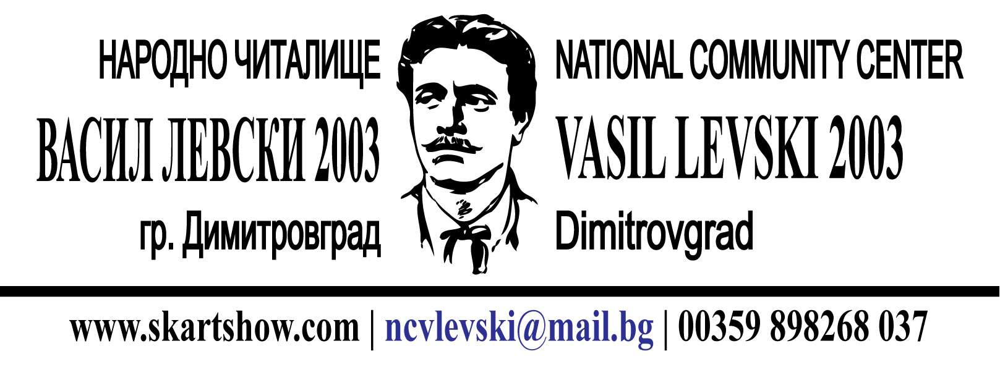 НАРОДНО ЧИТАЛИЩЕ
ВАСИЛ ЛЕВСКИ 2003
гр. Димитровград
NATIONAL COMMUNITY CENTER
VASIL LEVSKI 2003
Dimitrovgrad
www.skartshow.com | ncvlevski@mail.bg | 00359 898268 037